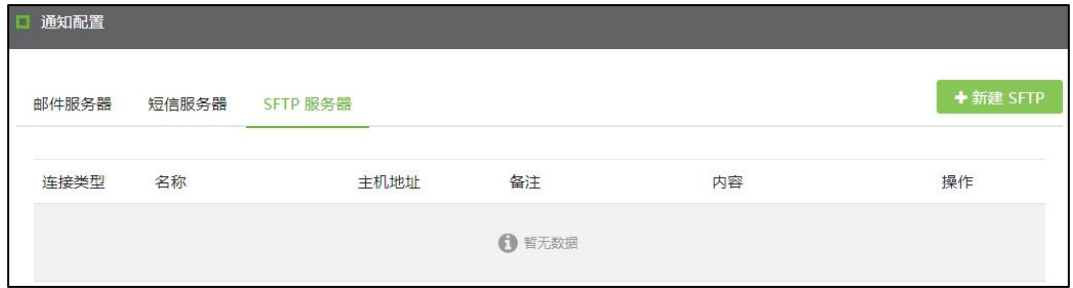 通知配置
邮件服务器 短信服务器 SFTP 服务器 新建 SFTP
连接类型 名称 主机地址 备注 内容 操作
暂无数据